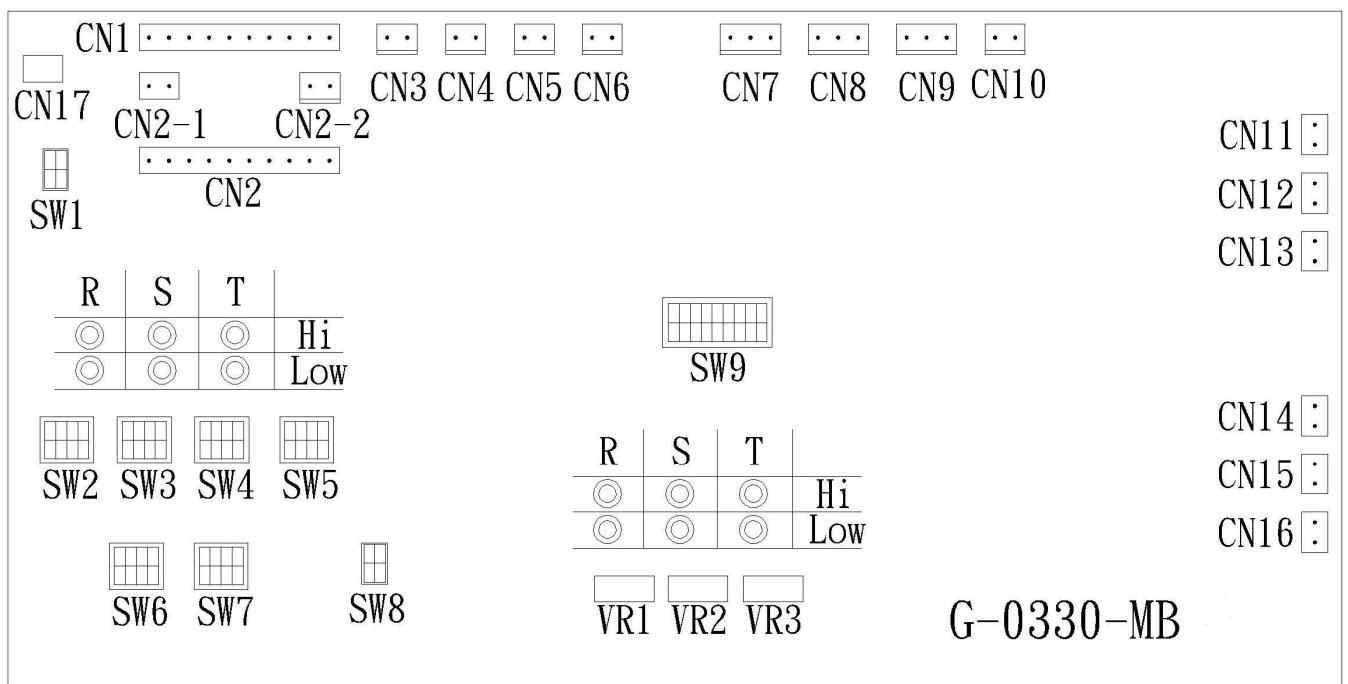 CN1
CN17
CN2-1
CN2-2
CN3 CN4 CN5 CN6
CN7 CN8 CN9 CN10
CN2
SW1
CN11
CN12
CN13
R S T
Hi
Low
SW9
SW2 SW3 SW4 SW5
CN14
CN15
CN16
R S T
Hi
Low
SW6 SW7 SW8
VR1 VR2 VR3
G-0330-MB